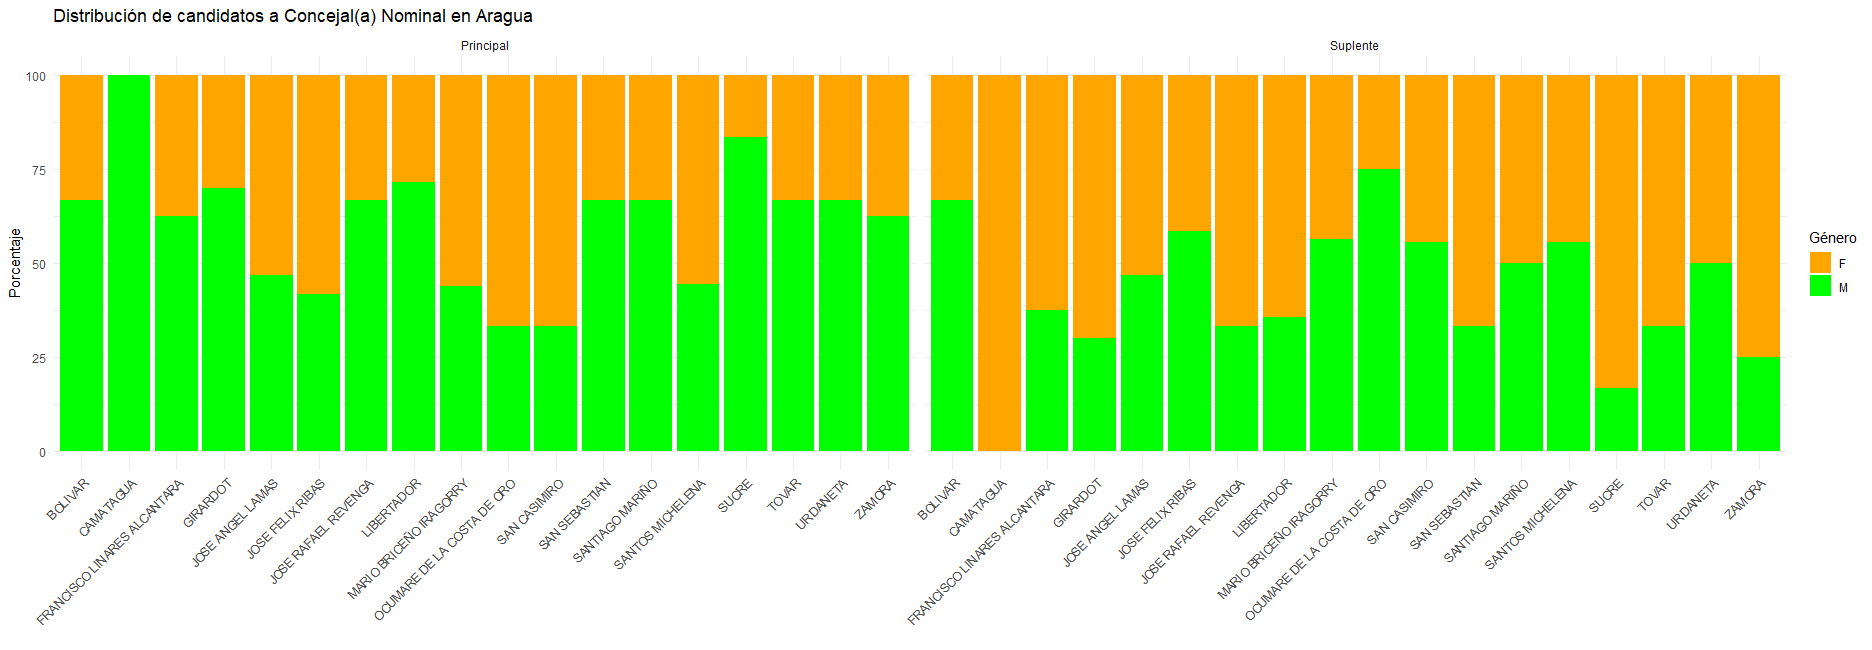 Distribución de candidatos a Concejal(a) Nominal en Aragua
Principal
Suplente
Porcentaje
100
75
50
25
0
BOLIVAR
CAMATAGUA
FRANCISCO LINARES ALCANTARA
GIRARDOT
JOSE ANGEL LAMAS
JOSE FELIX RIBAS
JOSE RAFAEL REVENGA
LIBERTADOR
MARIO BRICEÑO IRAGORRY
OCUMARE DE LA COSTA DE ORO
SAN CASIMIRO
SAN SEBASTIAN
SANTIAGO MARIÑO
SANTOS MICHELENA
SUCRE
TOVAR
URDANETA
ZAMORA
BOLIVAR
CAMATAGUA
FRANCISCO LINARES ALCANTARA
GIRARDOT
JOSE ANGEL LAMAS
JOSE FELIX RIBAS
JOSE RAFAEL REVENGA
LIBERTADOR
MARIO BRICEÑO IRAGORRY
OCUMARE DE LA COSTA DE ORO
SAN CASIMIRO
SAN SEBASTIAN
SANTIAGO MARIÑO
SANTOS MICHELENA
SUCRE
TOVAR
URDANETA
ZAMORA
Género
F
M